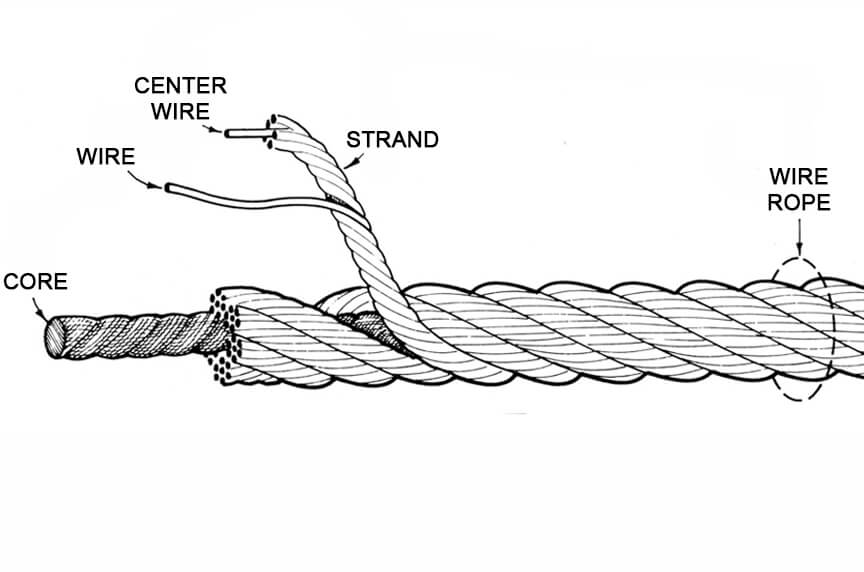 CENTER
WIRE
STRAND
WIRE
WIRE
ROPE
CORE